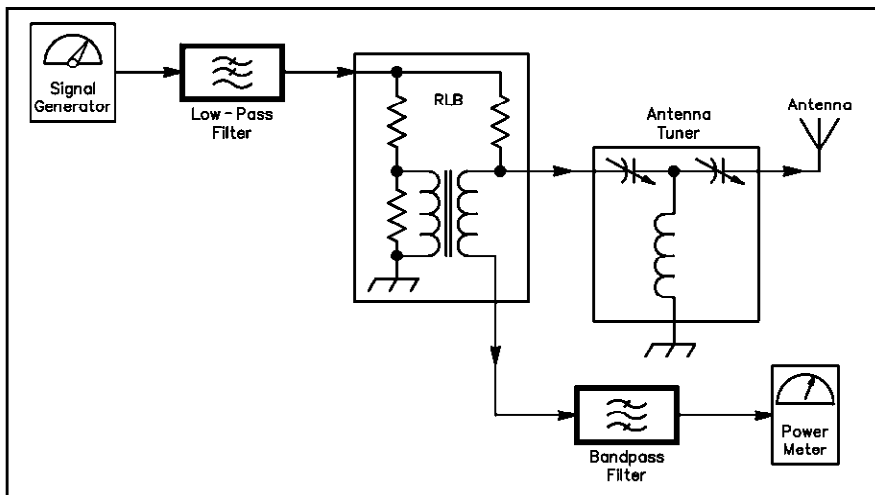 Signal
Generator
Low-Pass
Filter
RLB
Antenna
Tuner
Antenna
Bandpass
Filter
Power
Meter